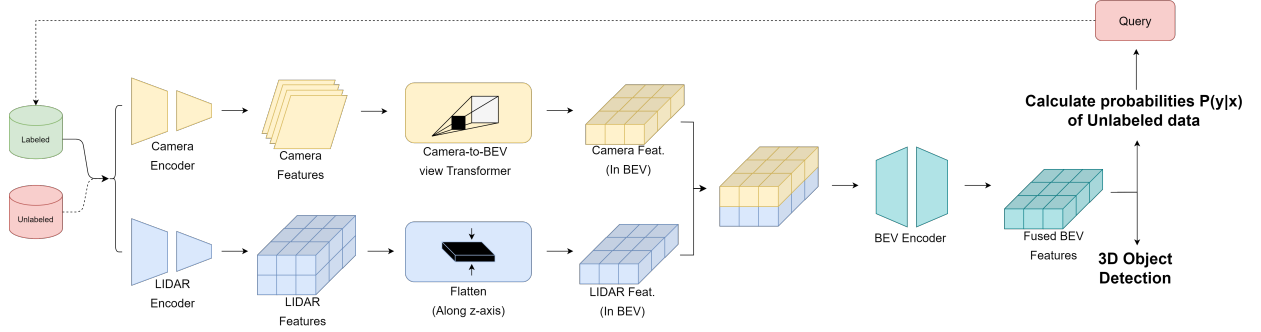 Query
Calculate probabilities P(y|x)
of Unlabeled data
Labeled
Unlabeled
Camera
Encoder
Camera
Features
Camera-to-BEV
view Transformer
Camera Feat.
(In BEV)
LIDAR
Encoder
LIDAR
Features
Flatten
(Along z-axis)
LIDAR Feat.
(In BEV)
BEV Encoder
Fused BEV
Features
3D Object
Detection